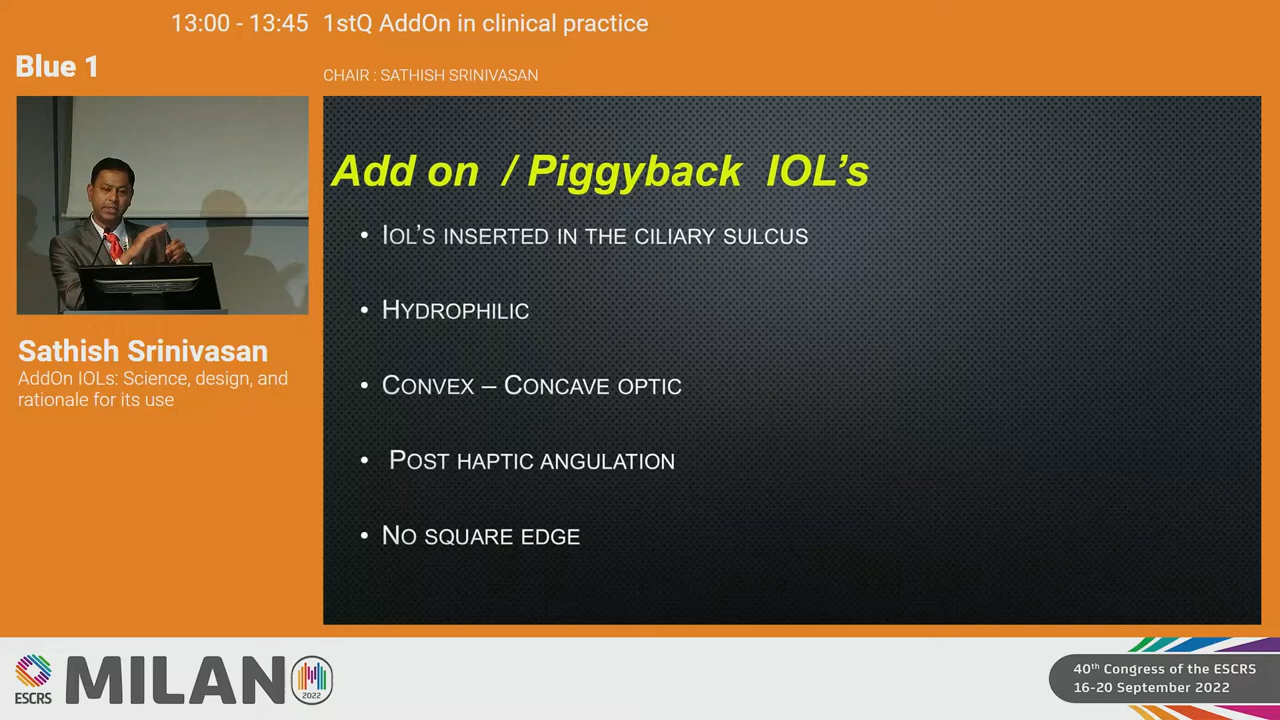 13:00 - 13:45 1stQ AddOn in clinical practice
Blue 1
CHAIR : SATHISH SRINIVASAN
Add on / Piggyback IOL's
• IOL'S INSERTED IN THE CILIARY SULCUS
• HYDROPHILIC
• CONVEX – CONCAVE OPTIC
• POST HAPTIC ANGULATION
• NO SQUARE EDGE
Sathish Srinivasan
AddOn IOLs: Science, design, and
rationale for its use
ESCRS
MILANO
2022
40th Congress of the ESCRS
16-20 September 2022